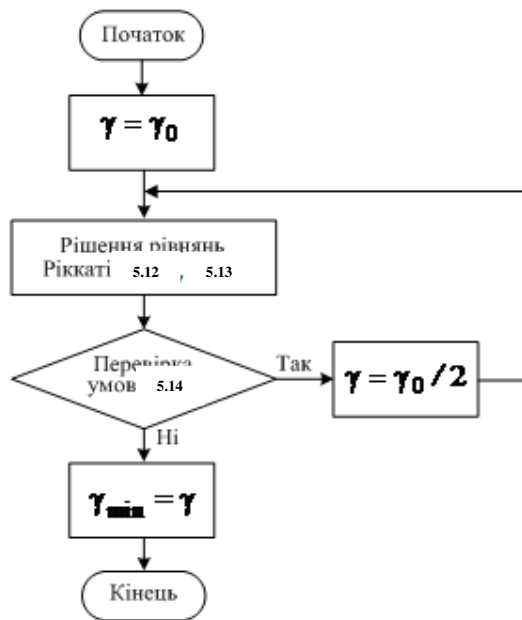 Початок
γ = γ₀
Рішення рівнянь
Ріккаті 5.12 , 5.13
Перевірка
умов 5.14
Так
γ = γ₀ /2
Ні
γmin = γ
Кінець